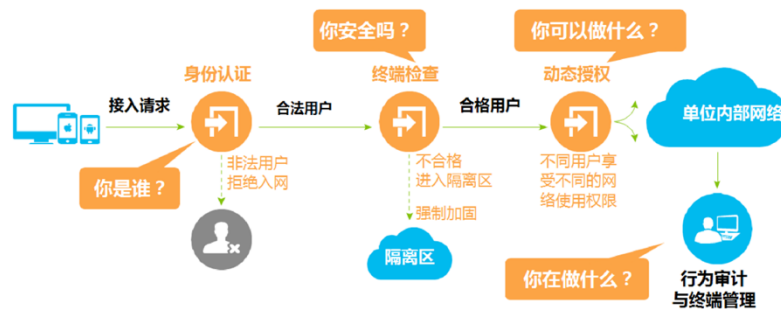 你安全吗？
你可以做什么？
身份认证
终端检查
动态授权
接入请求
合法用户
合格用户
单位内部网络
你是谁？
非法用户
拒绝入网
不合格
进入隔离区
强制加固
不同用户享
受不同的网
络使用权限
隔离区
你在做什么？
行为审计
与终端管理